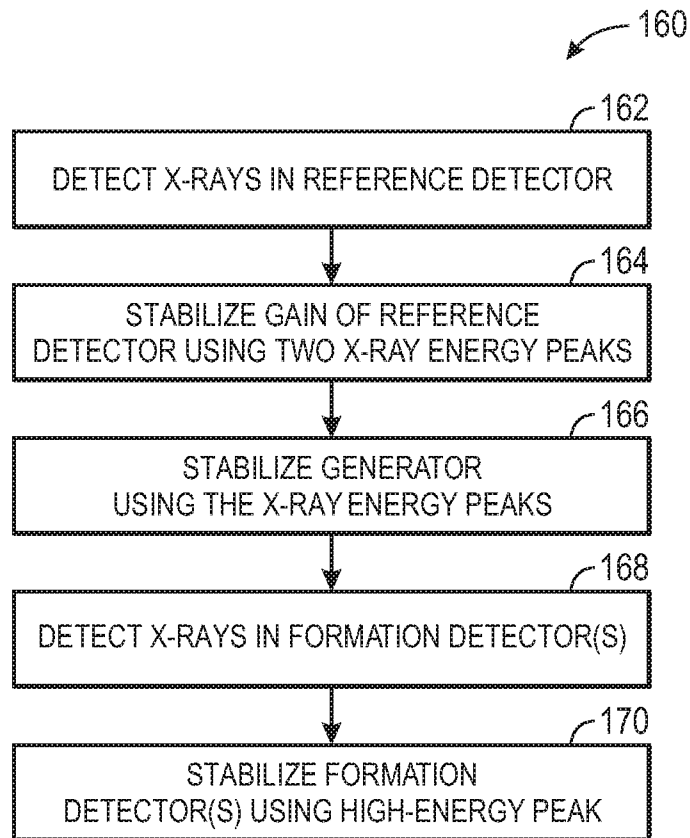 160
162
DETECT X-RAYS IN REFERENCE DETECTOR
164
STABILIZE GAIN OF REFERENCE
DETECTOR USING TWO X-RAY ENERGY PEAKS
166
STABILIZE GENERATOR
USING THE X-RAY ENERGY PEAKS
168
DETECT X-RAYS IN FORMATION DETECTOR(S)
170
STABILIZE FORMATION
DETECTOR(S) USING HIGH-ENERGY PEAK